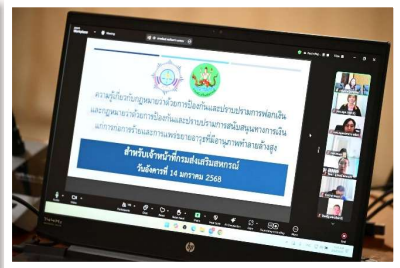 ความรู้เกี่ยวกับกฎหมายว่าด้วยการป้องกันและปราบปรามการฟอกเงิน
และกฎหมายว่าด้วยการป้องกันและปราบปรามการสนับสนุนทางการเงิน
แก่การก่อการร้ายและการแพร่ขยายอาวุธที่มีอานุภาพทำลายล้างสูง
สำหรับเจ้าหน้าที่กรมส่งเสริมสหกรณ์
วันอังคารที่ 14 มกราคม 2568
hp